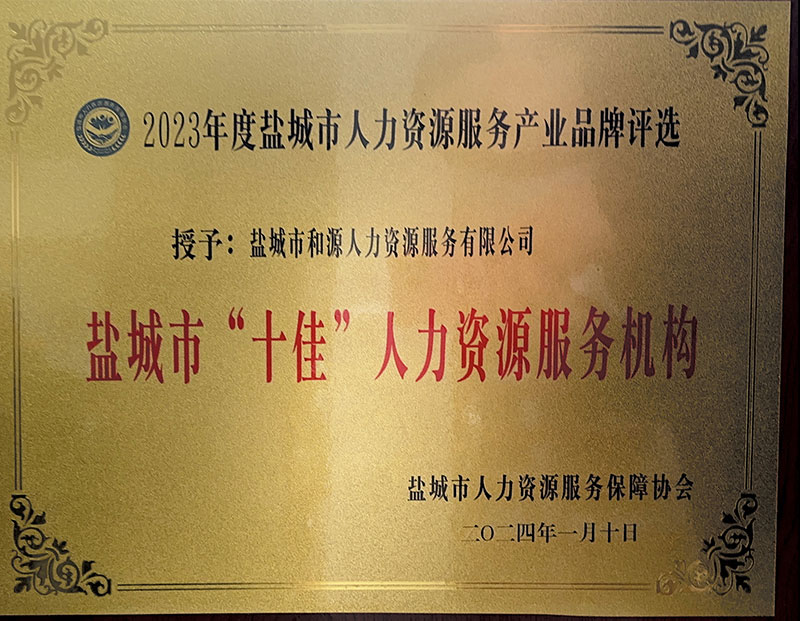 2023年度盐城市人力资源服务产业品牌评选
授予：盐城市和源人力资源服务有限公司
盐城市“十佳”人力资源服务机构
盐城市人力资源服务保障协会
二〇二四年一月十日